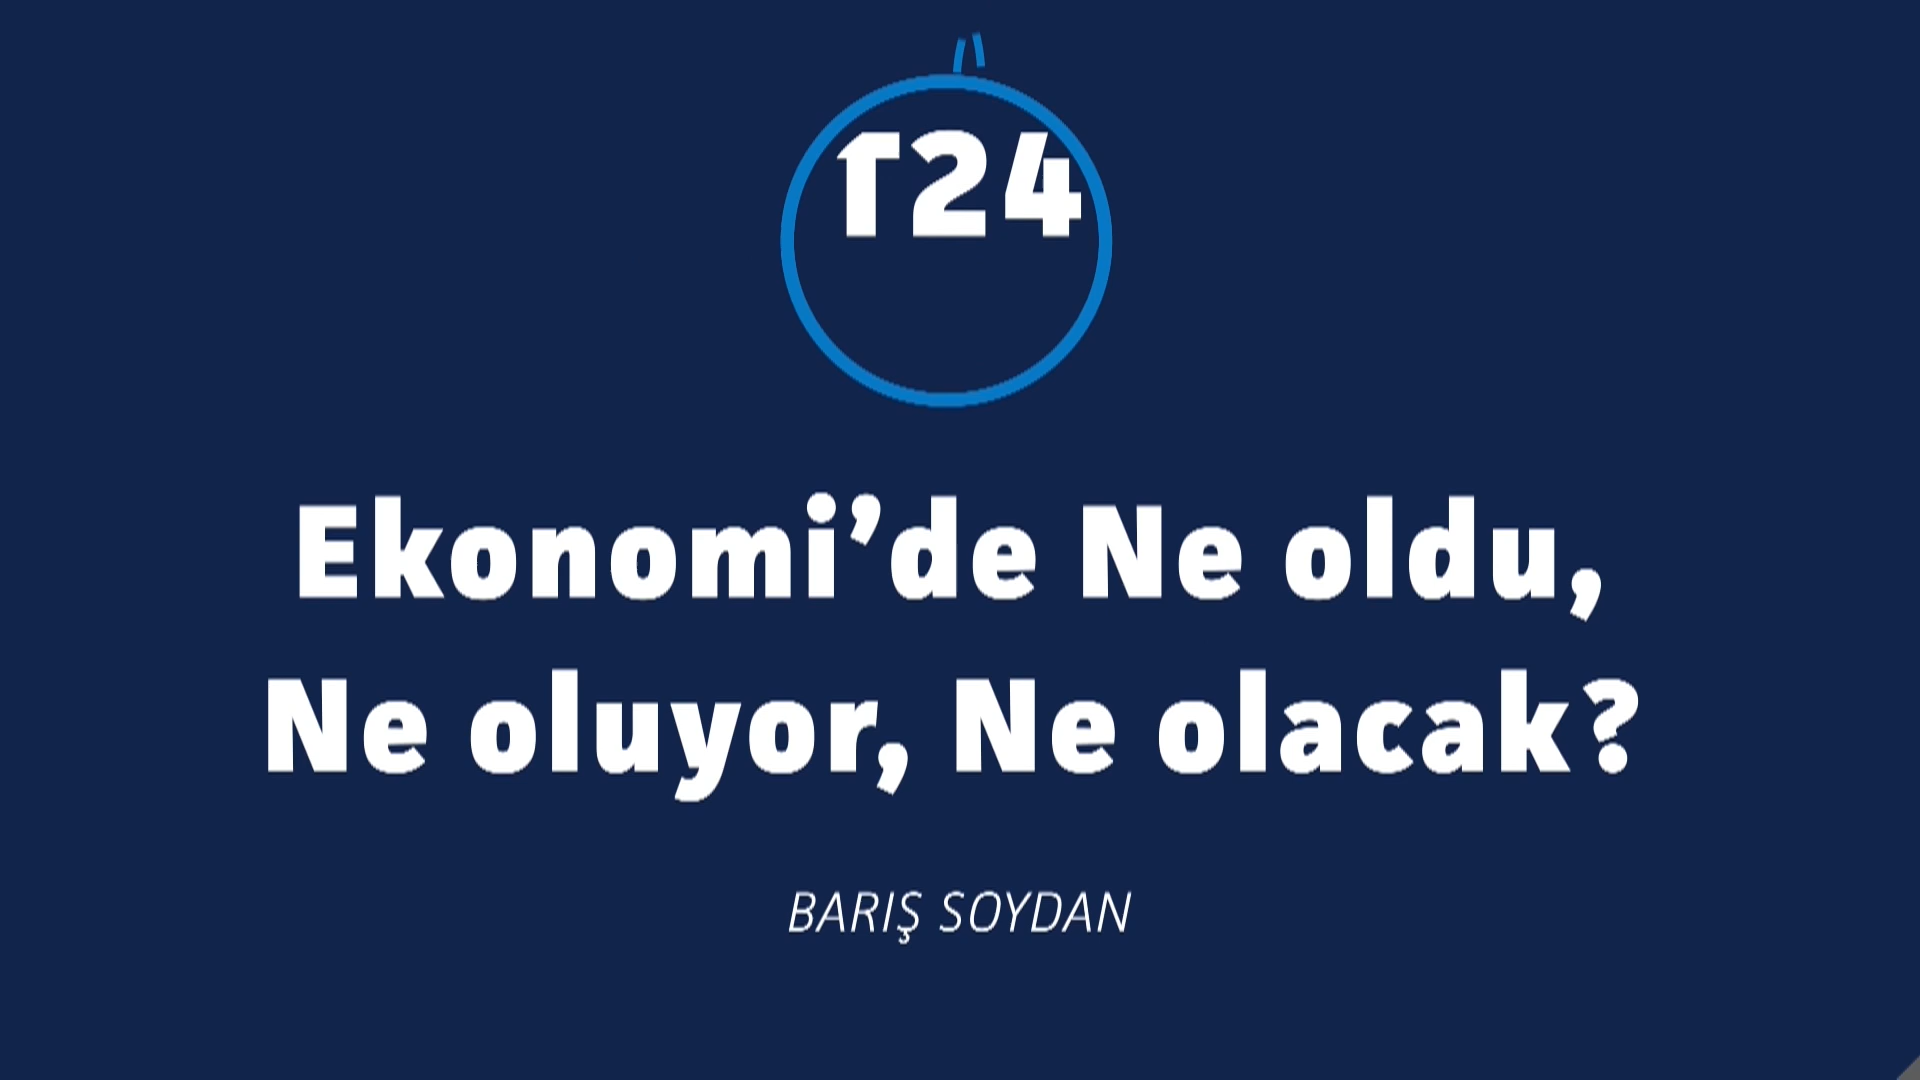 T24
Ekonomi’de Ne oldu,
Ne oluyor, Ne olacak?
BARIŞ SOYDAN